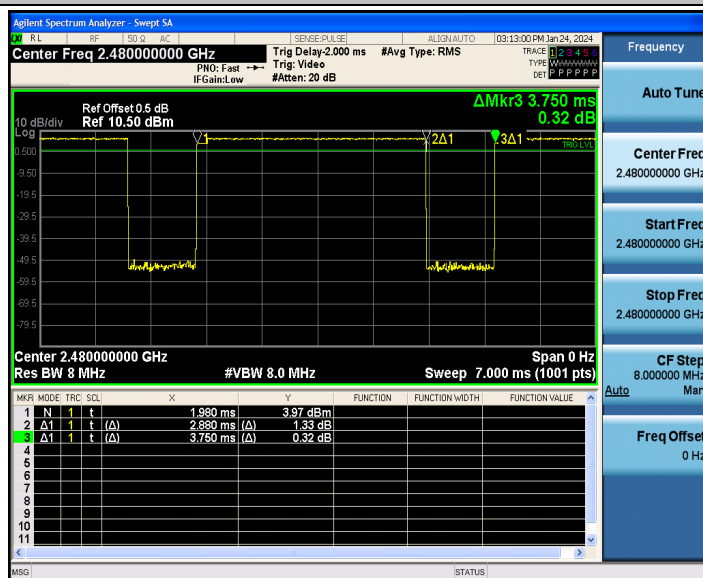 Agilent Spectrum Analyzer - Swept SA
LXI RL RF 50 Ω AC SENSE:PULSE ALIGN AUTO 03:13:00 PM Jan 24, 2024
Center Freq 2.480000000 GHz
PNO: Fast
IFGain:Low
Trig Delay-2.000 ms
Trig: Video
#Atten: 20 dB
#Avg Type: RMS
TRACE 1 2 3 4 5 6
TYPE W
DET P P P P P P
Frequency
Auto Tune
Center Freq
2.480000000 GHz
Start Freq
2.480000000 GHz
Stop Freq
2.480000000 GHz
CF Step
8.000000 MHz
Auto Man
Freq Offset
0 Hz
ΔMkr3 3.750 ms
0.32 dB
Ref Offset 0.5 dB
10 dB/div Ref 10.50 dBm
Log
1 2Δ1 3Δ1
TRIG LVL
0.500
-9.50
-19.5
-29.5
-39.5
-49.5
-59.5
-69.5
-79.5
Center 2.480000000 GHz Span 0 Hz
Res BW 8 MHz #VBW 8.0 MHz Sweep 7.000 ms (1001 pts)
MKR MODE TRC SCL X Y FUNCTION FUNCTION WIDTH FUNCTION VALUE
1 N 1 t 1.980 ms 3.97 dBm
2 Δ1 1 t (Δ) 2.880 ms (Δ) 1.33 dB
3 Δ1 1 t (Δ) 3.750 ms (Δ) 0.32 dB
4
5
6
7
8
9
10
11
MSG STATUS